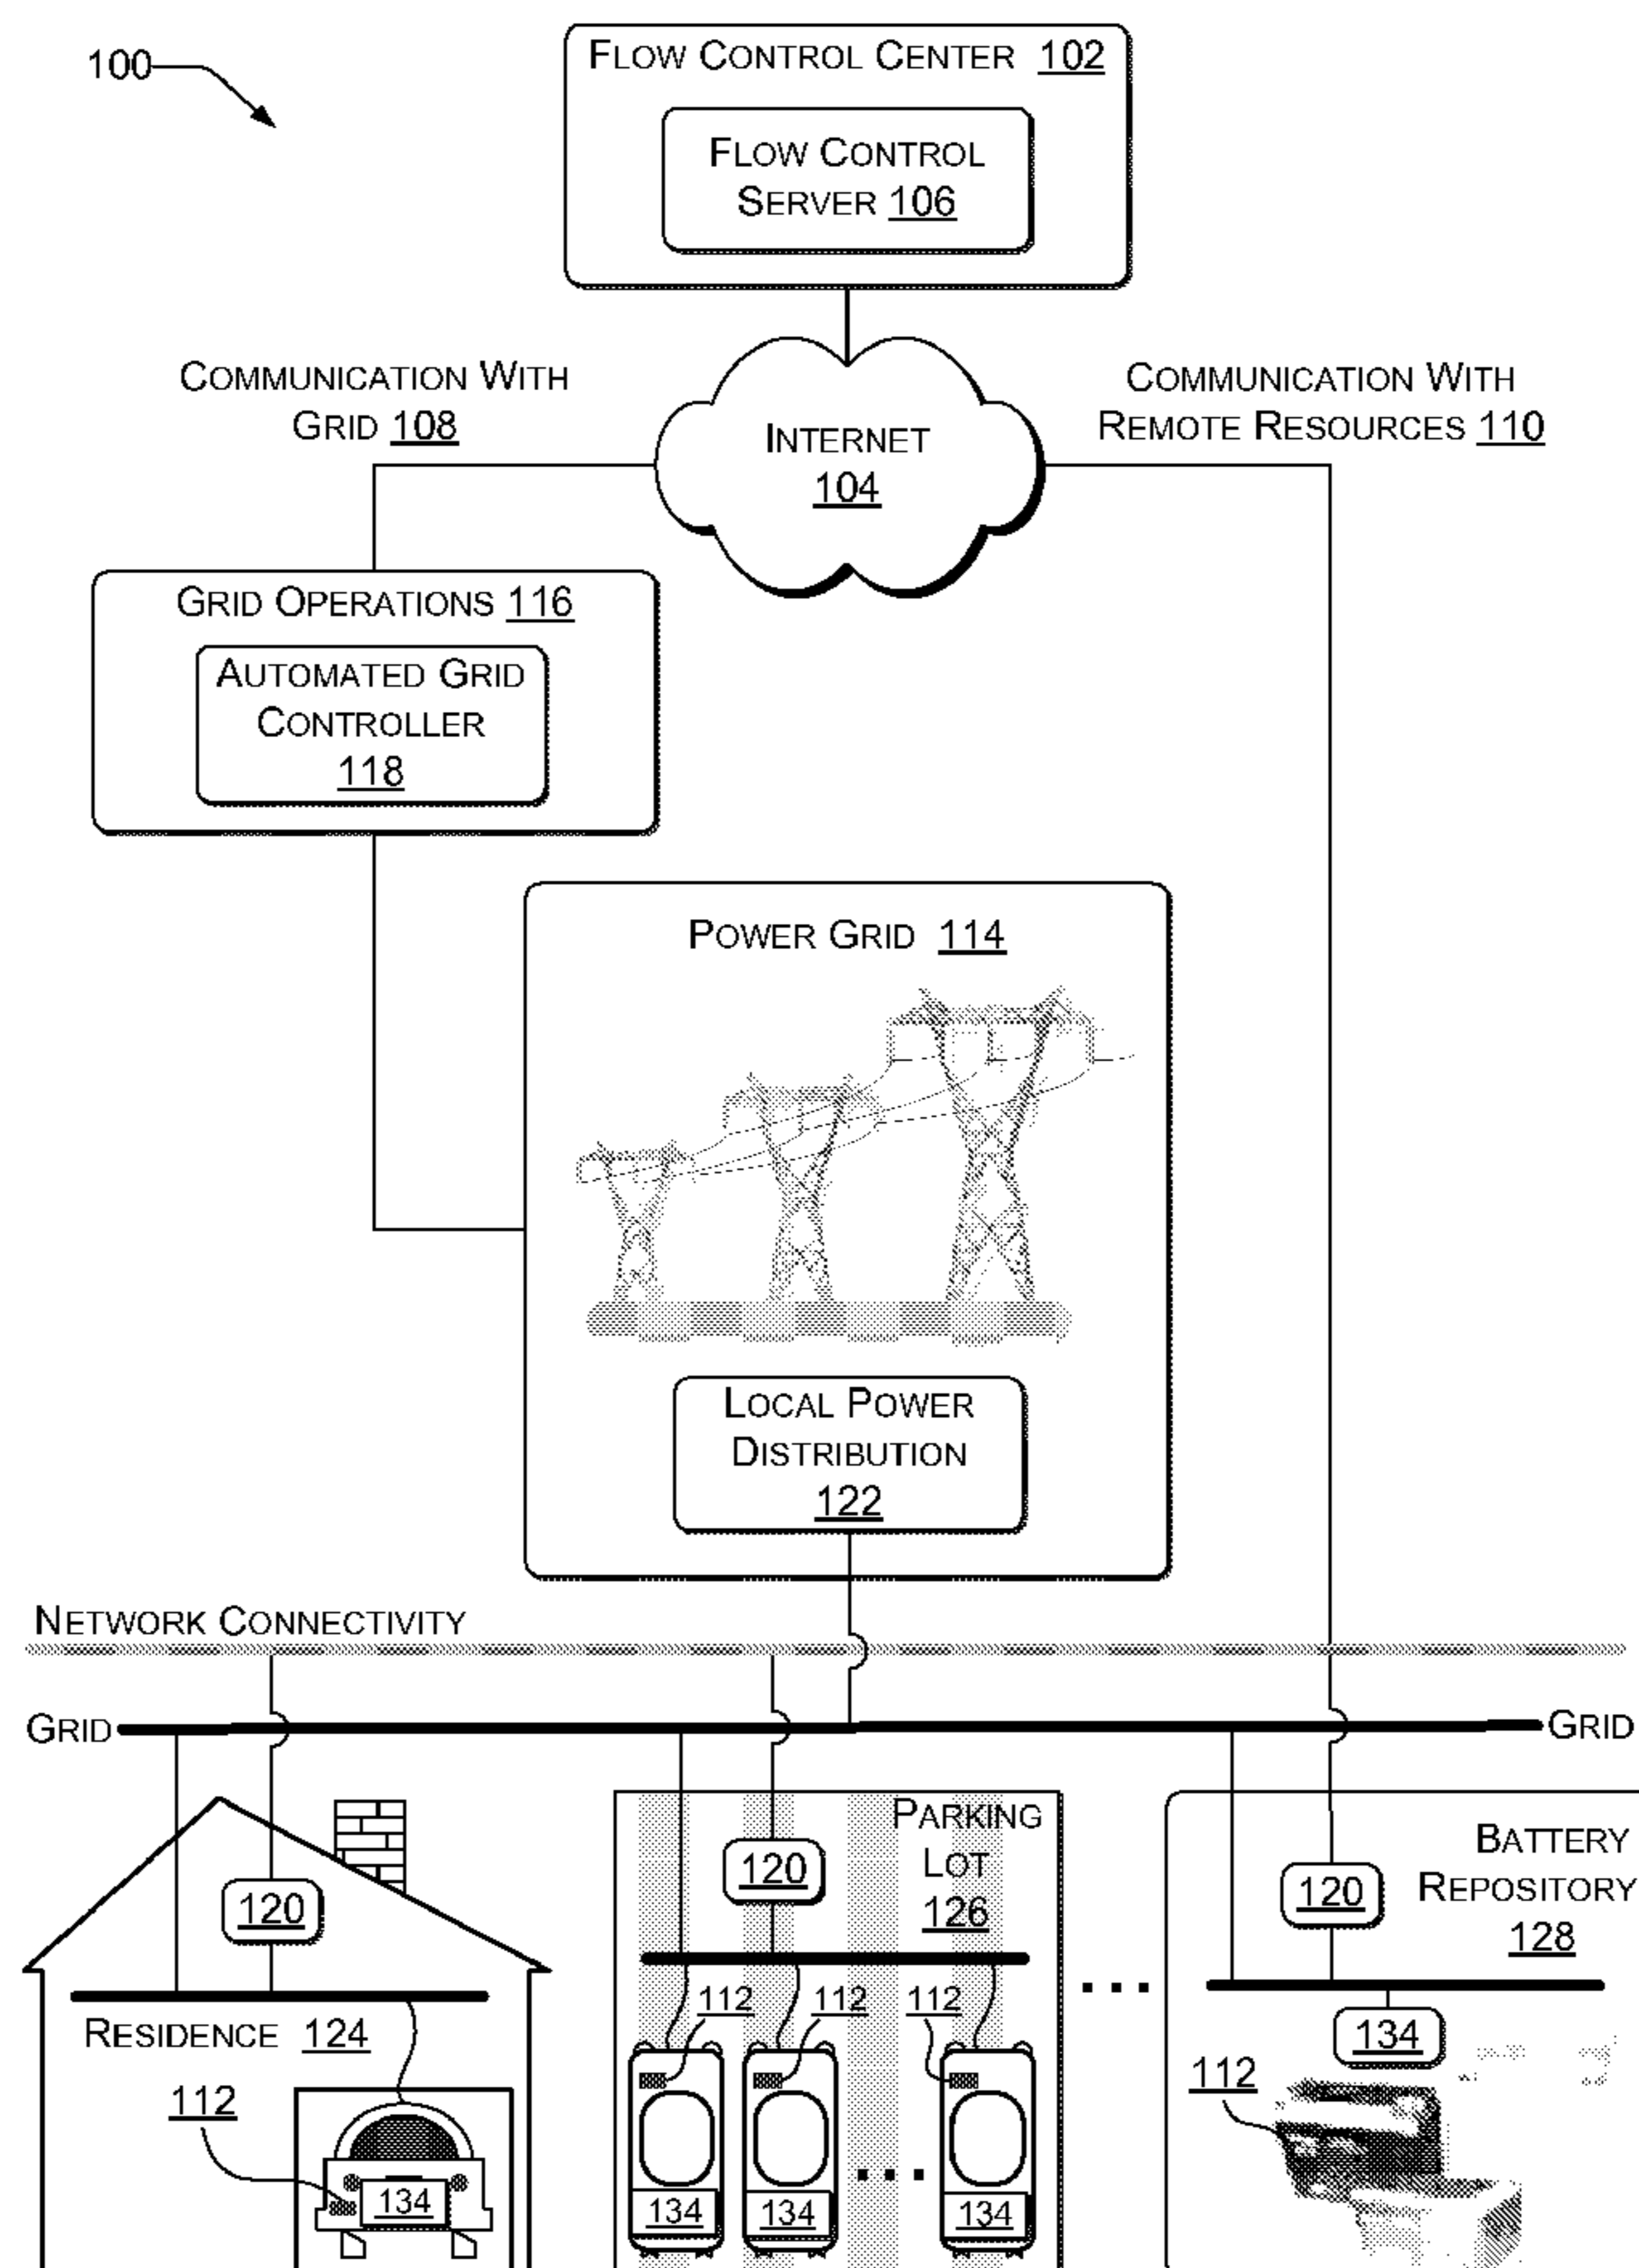 100
FLOW CONTROL CENTER 102
FLOW CONTROL
SERVER 106
COMMUNICATION WITH
GRID 108
INTERNET
104
COMMUNICATION WITH
REMOTE RESOURCES 110
GRID OPERATIONS 116
AUTOMATED GRID
CONTROLLER
118
POWER GRID 114
LOCAL POWER
DISTRIBUTION
122
NETWORK CONNECTIVITY
GRID
GRID
120
RESIDENCE 124
112
134
PARKING
LOT
126
120
112
112
112
134
134
134
BATTERY
REPOSITORY
128
120
134
112